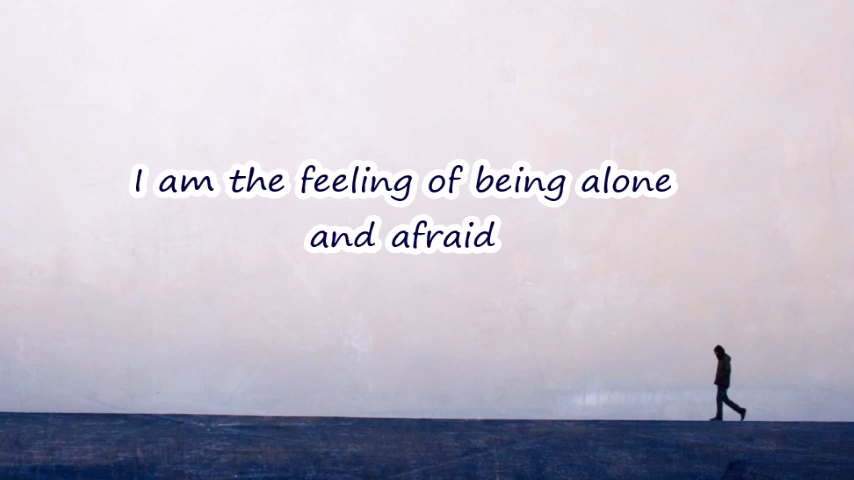 I am the feeling of being alone
and afraid